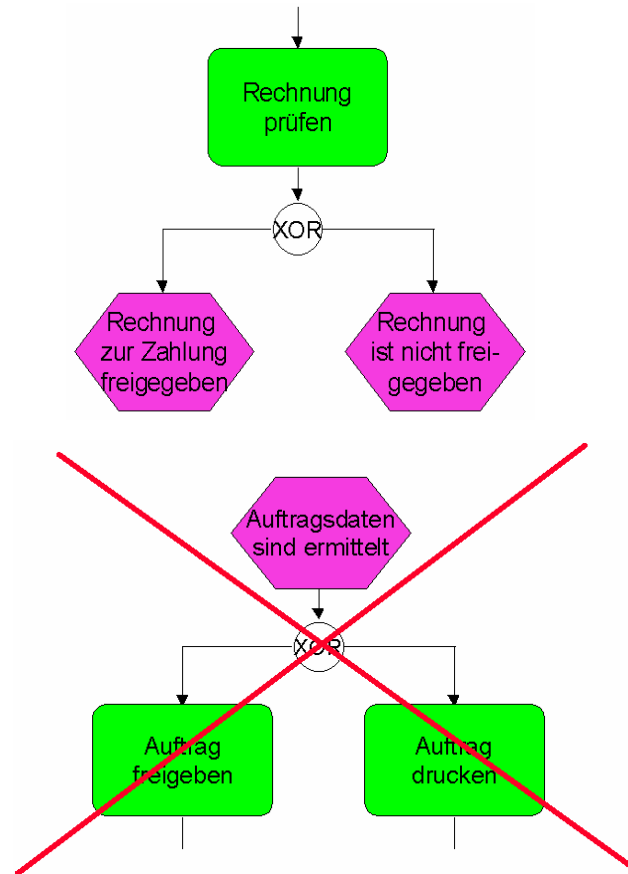 Rechnung
prüfen
XOR
Rechnung
zur Zahlung
freigegeben
Rechnung
ist nicht frei-
gegeben
Auftragsdaten
sind ermittelt
XOR
Auftrag
freigeben
Auftrag
drucken